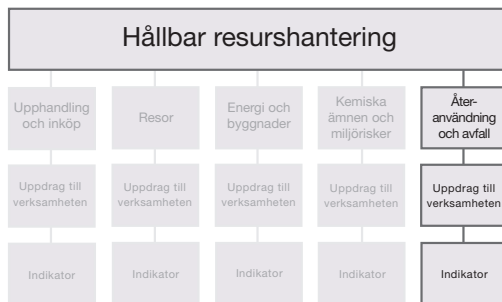 Hållbar resurshantering
Upphandling
och inköp
Resor
Energi och
byggnader
Kemiska
ämnen och
miljörisker
Åter-
användning
och avfall
Uppdrag till
verksamheten
Uppdrag till
verksamheten
Uppdrag till
verksamheten
Uppdrag till
verksamheten
Uppdrag till
verksamheten
Indikator
Indikator
Indikator
Indikator
Indikator